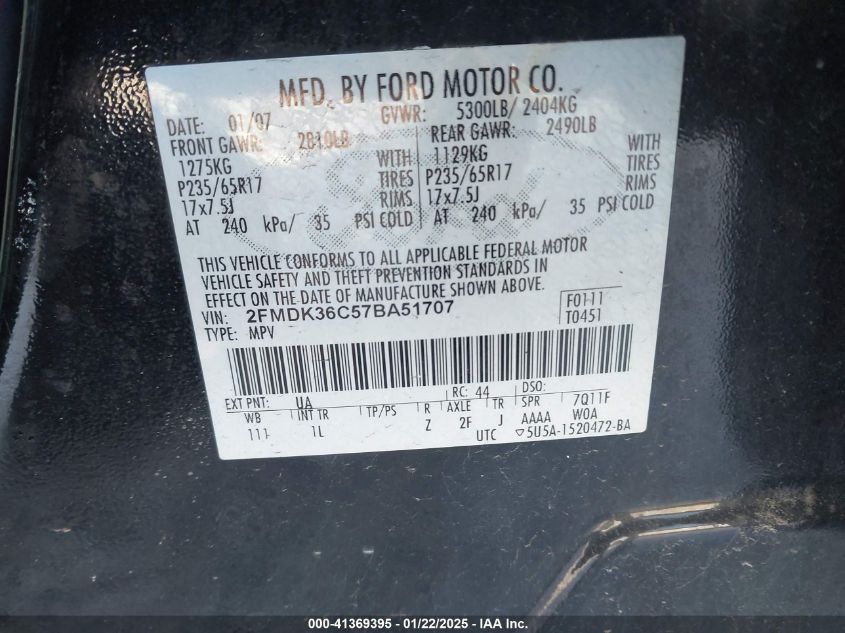 MFD. BY FORD MOTOR CO.
DATE: 01/07 GVWR: 5300LB/ 2404KG
FRONT GAWR: 2810LB REAR GAWR: 2490LB
1275KG WITH 1129KG WITH
P235/65R17 TIRES P235/65R17 TIRES
17x7.5J RIMS 17x7.5J RIMS
AT 240 kPa/ 35 PSI COLD AT 240 kPa/ 35 PSI COLD
THIS VEHICLE CONFORMS TO ALL APPLICABLE FEDERAL MOTOR
VEHICLE SAFETY AND THEFT PREVENTION STANDARDS IN
EFFECT ON THE DATE OF MANUFACTURE SHOWN ABOVE.
VIN: 2FMDK36C57BA51707 F0111
TYPE: MPV T0451
EXT PNT: UA RC: 44 DSO:
WB INT TR TP/PS R AXLE TR SPR 7Q11F
111 1L Z 2F J AAAA WOA
UTC ▽5U5A-1520472-BA
000-41369395 - 01/22/2025 - IAA Inc.